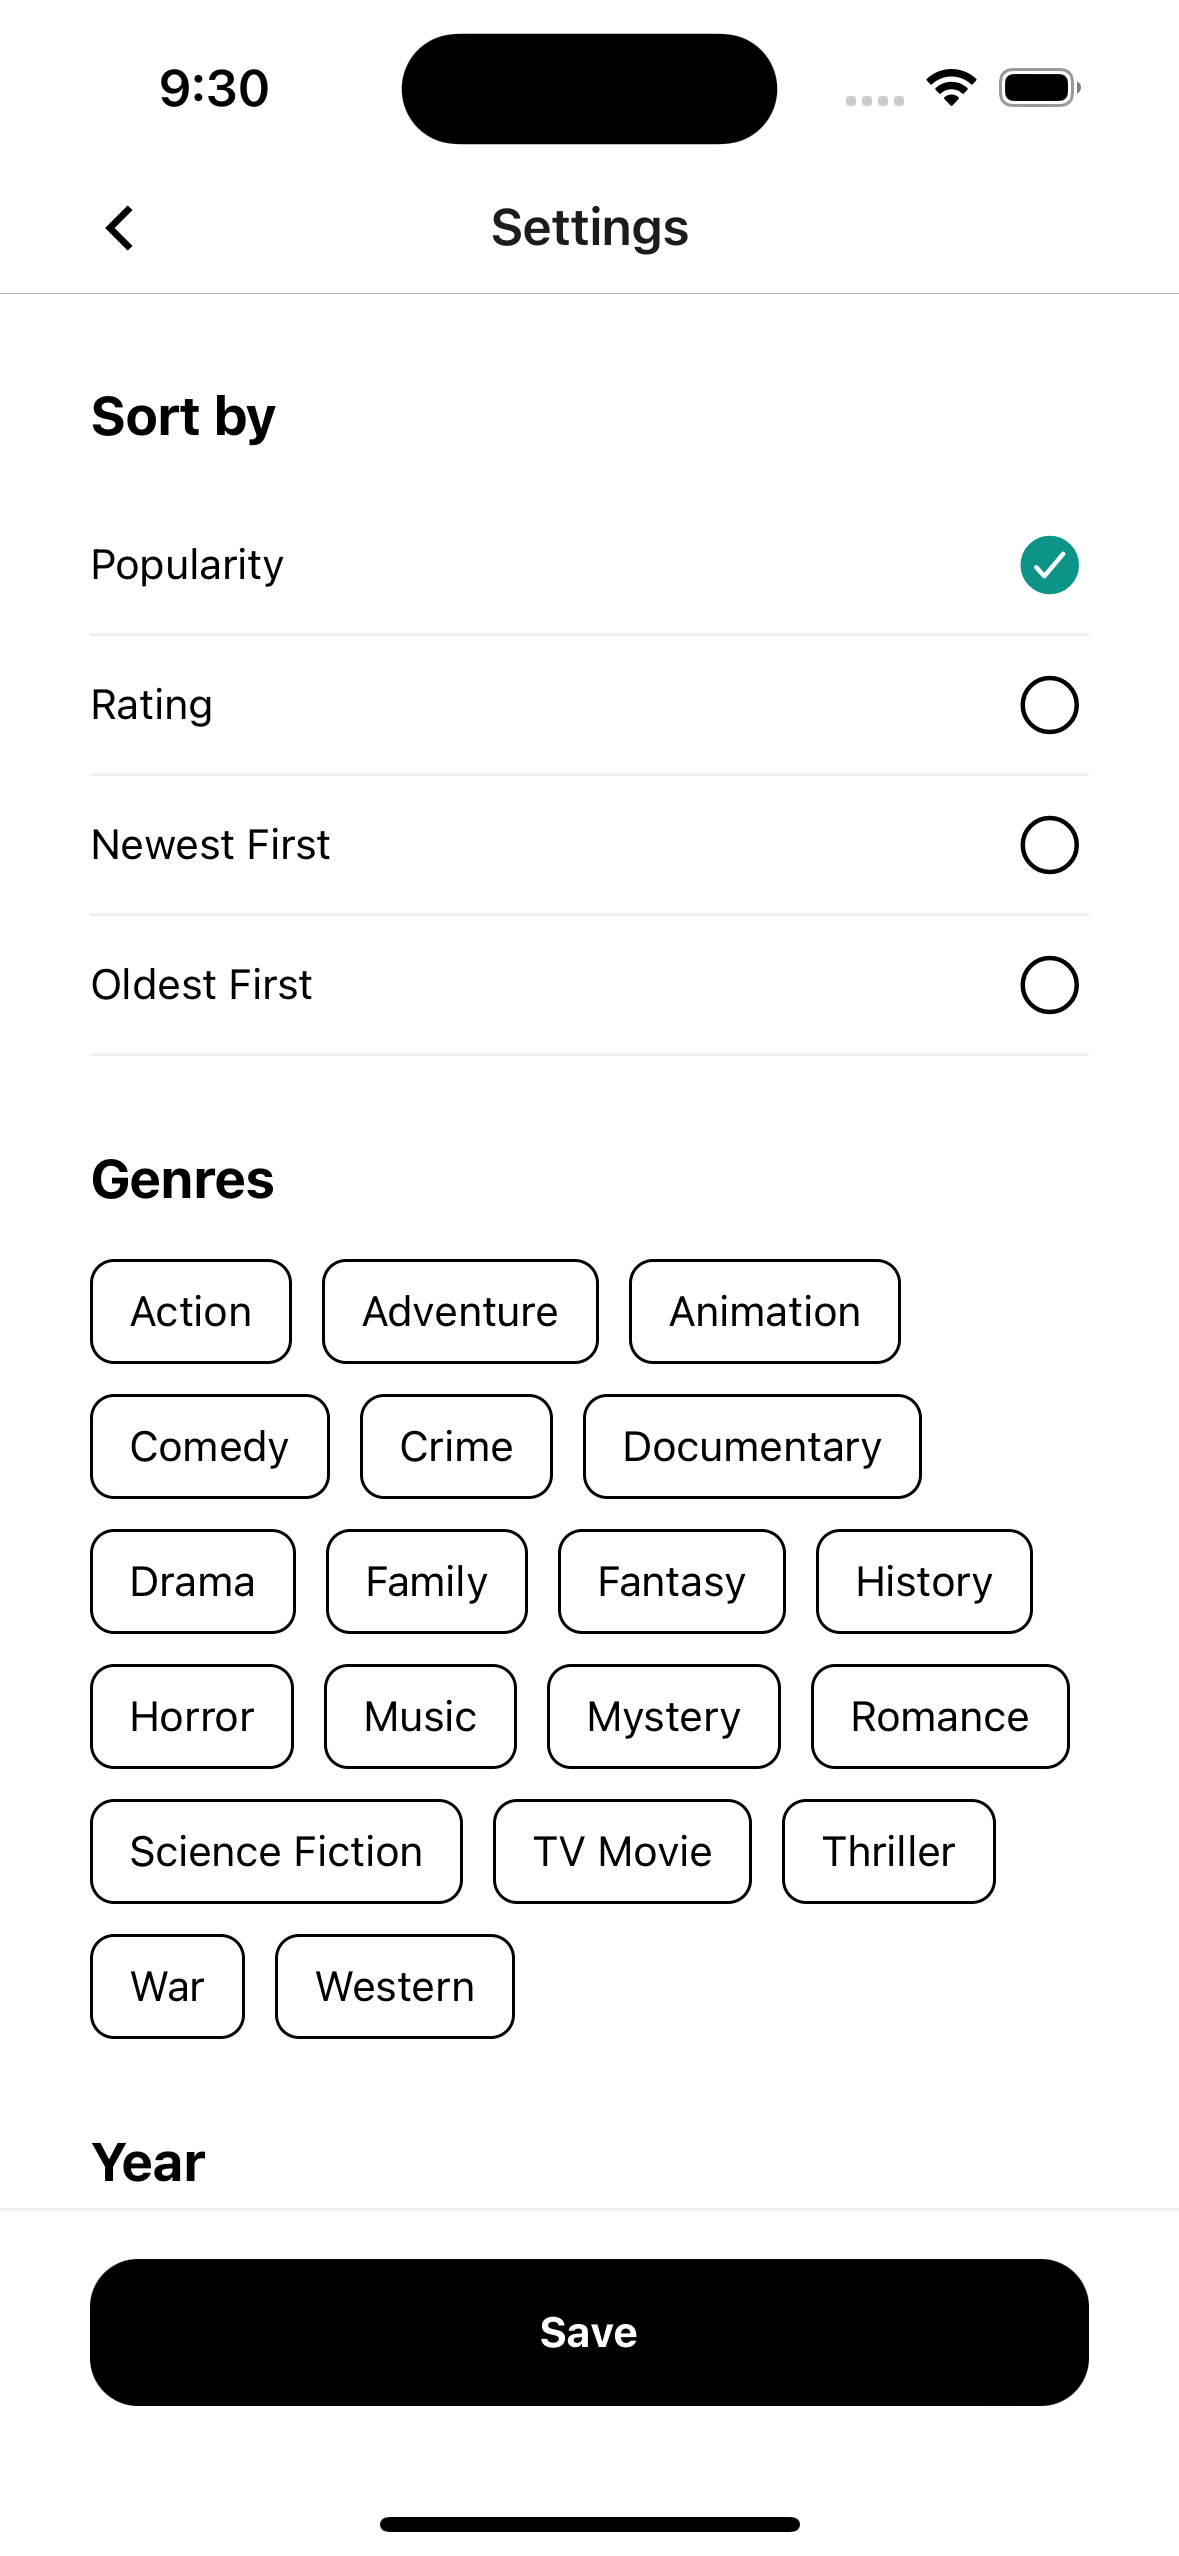 9:30
Settings
Sort by
Popularity
Rating
Newest First
Oldest First
Genres
Action Adventure Animation
Comedy Crime Documentary
Drama Family Fantasy History
Horror Music Mystery Romance
Science Fiction TV Movie Thriller
War Western
Year
Save